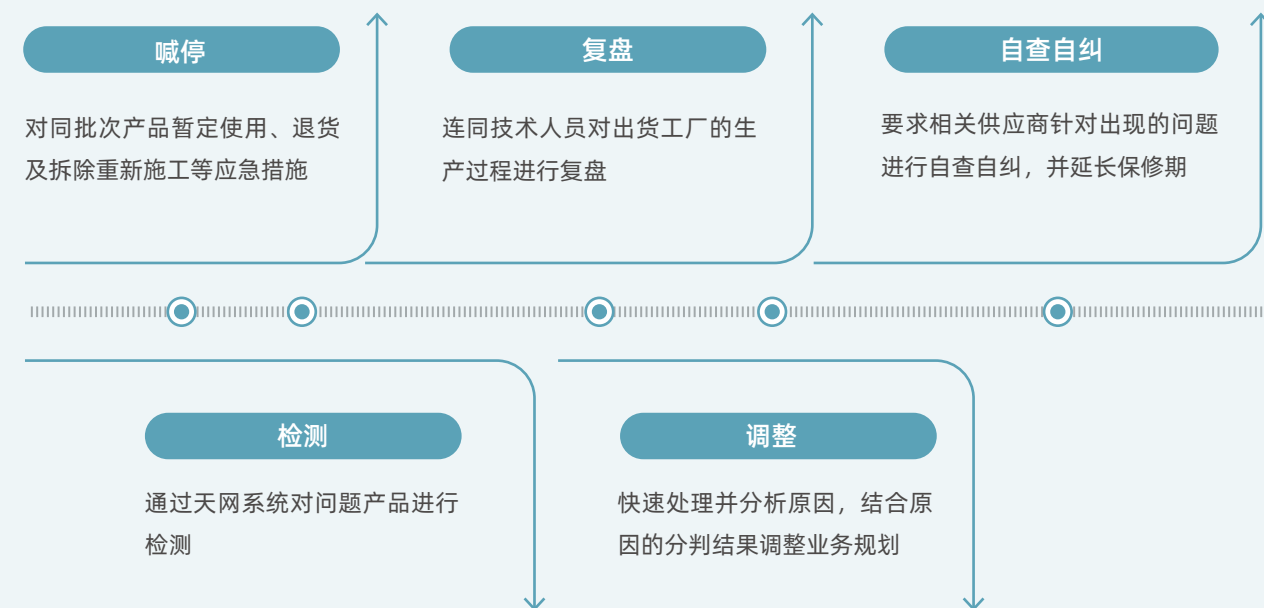 喊停
对同批次产品暂定使用、退货
及拆除重新施工等应急措施
复盘
连同技术人员对出货工厂的生
产过程进行复盘
自查自纠
要求相关供应商针对出现的问题
进行自查自纠，并延长保修期
检测
通过天网系统对问题产品进行
检测
调整
快速处理并分析原因，结合原
因的分判结果调整业务规划